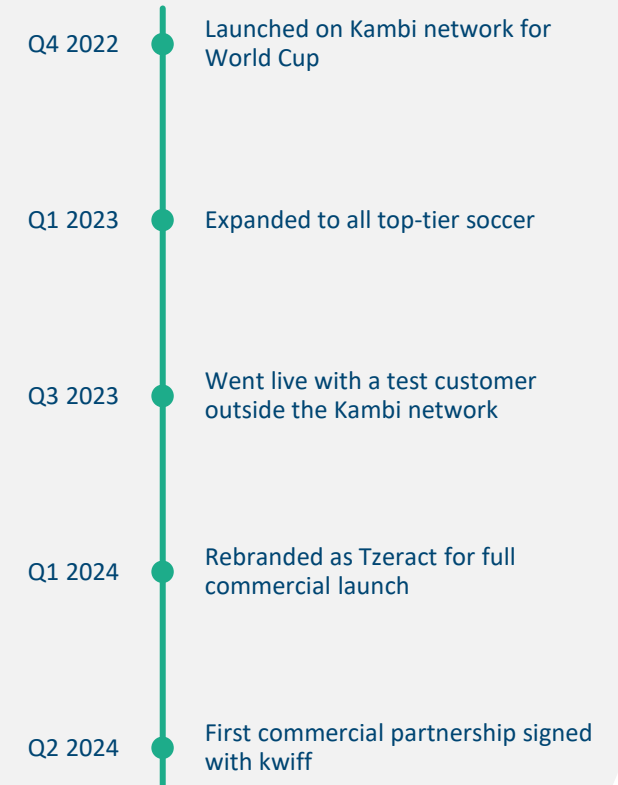 Q4 2022
Launched on Kambi network for
World Cup
Q1 2023
Expanded to all top-tier soccer
Q3 2023
Went live with a test customer
outside the Kambi network
Q1 2024
Rebranded as Tzeract for full
commercial launch
Q2 2024
First commercial partnership signed
with kwiff